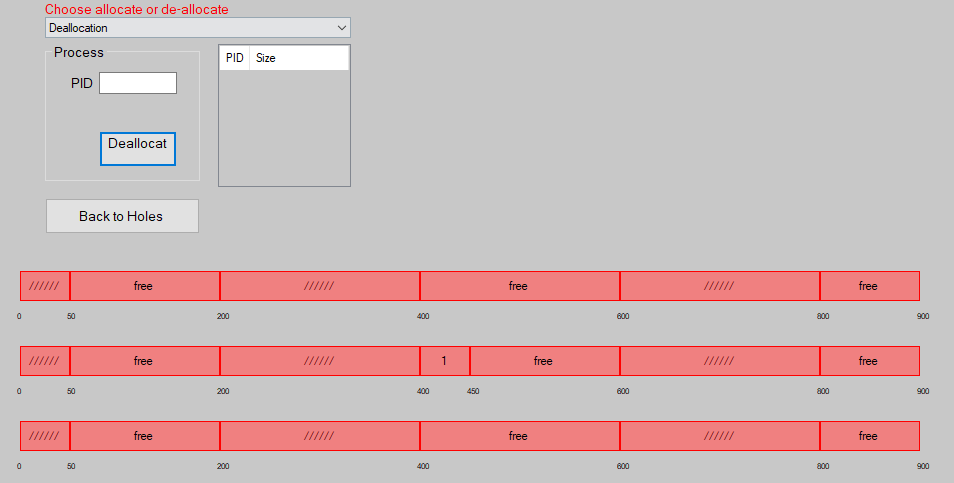 Choose allocate or de-allocate
Deallocation
Process
PID
Deallocat
PID Size
Back to Holes
////// free ////// free ////// free
0 50 200 400 600 800 900
////// free ////// 1 free ////// free
0 50 200 400 450 600 800 900
////// free ////// free ////// free
0 50 200 400 600 800 900